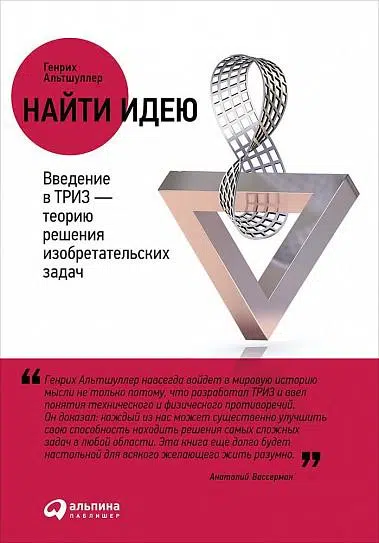 Генрих
Альтшуллер
НАЙТИ ИДЕЮ
Введение
в ТРИЗ —
теорию
решения
изобретательских
задач
“ Генрих Альтшуллер навсегда войдет в мировую историю
мысли не только потому, что разработал ТРИЗ и ввел
понятия технического и физического противоречий.
Он доказал: каждый из нас может существенно улучшить
свою способность находить решения самых сложных
задач в любой области. Эта книга еще долго будет
настольной для всякого желающего жить разумно. ”
Анатолий Вассерман
альпина
ПАБЛИШЕР